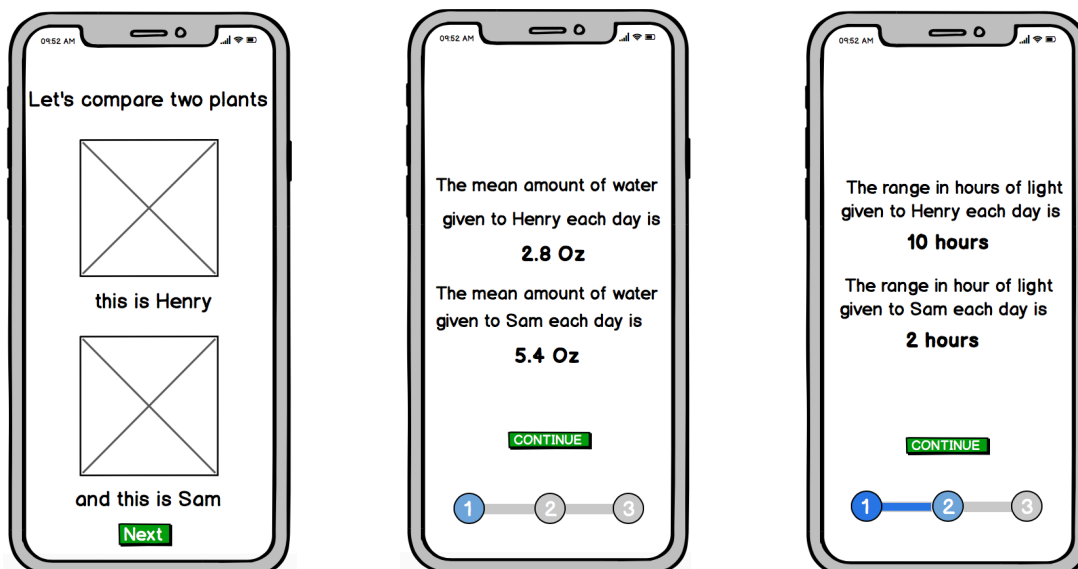 09:52 AM
Let's compare two plants
this is Henry
and this is Sam
Next
09:52 AM
The mean amount of water
given to Henry each day is
2.8 Oz
The mean amount of water
given to Sam each day is
5.4 Oz
CONTINUE
1 2 3
09:52 AM
The range in hours of light
given to Henry each day is
10 hours
The range in hour of light
given to Sam each day is
2 hours
CONTINUE
1 2 3